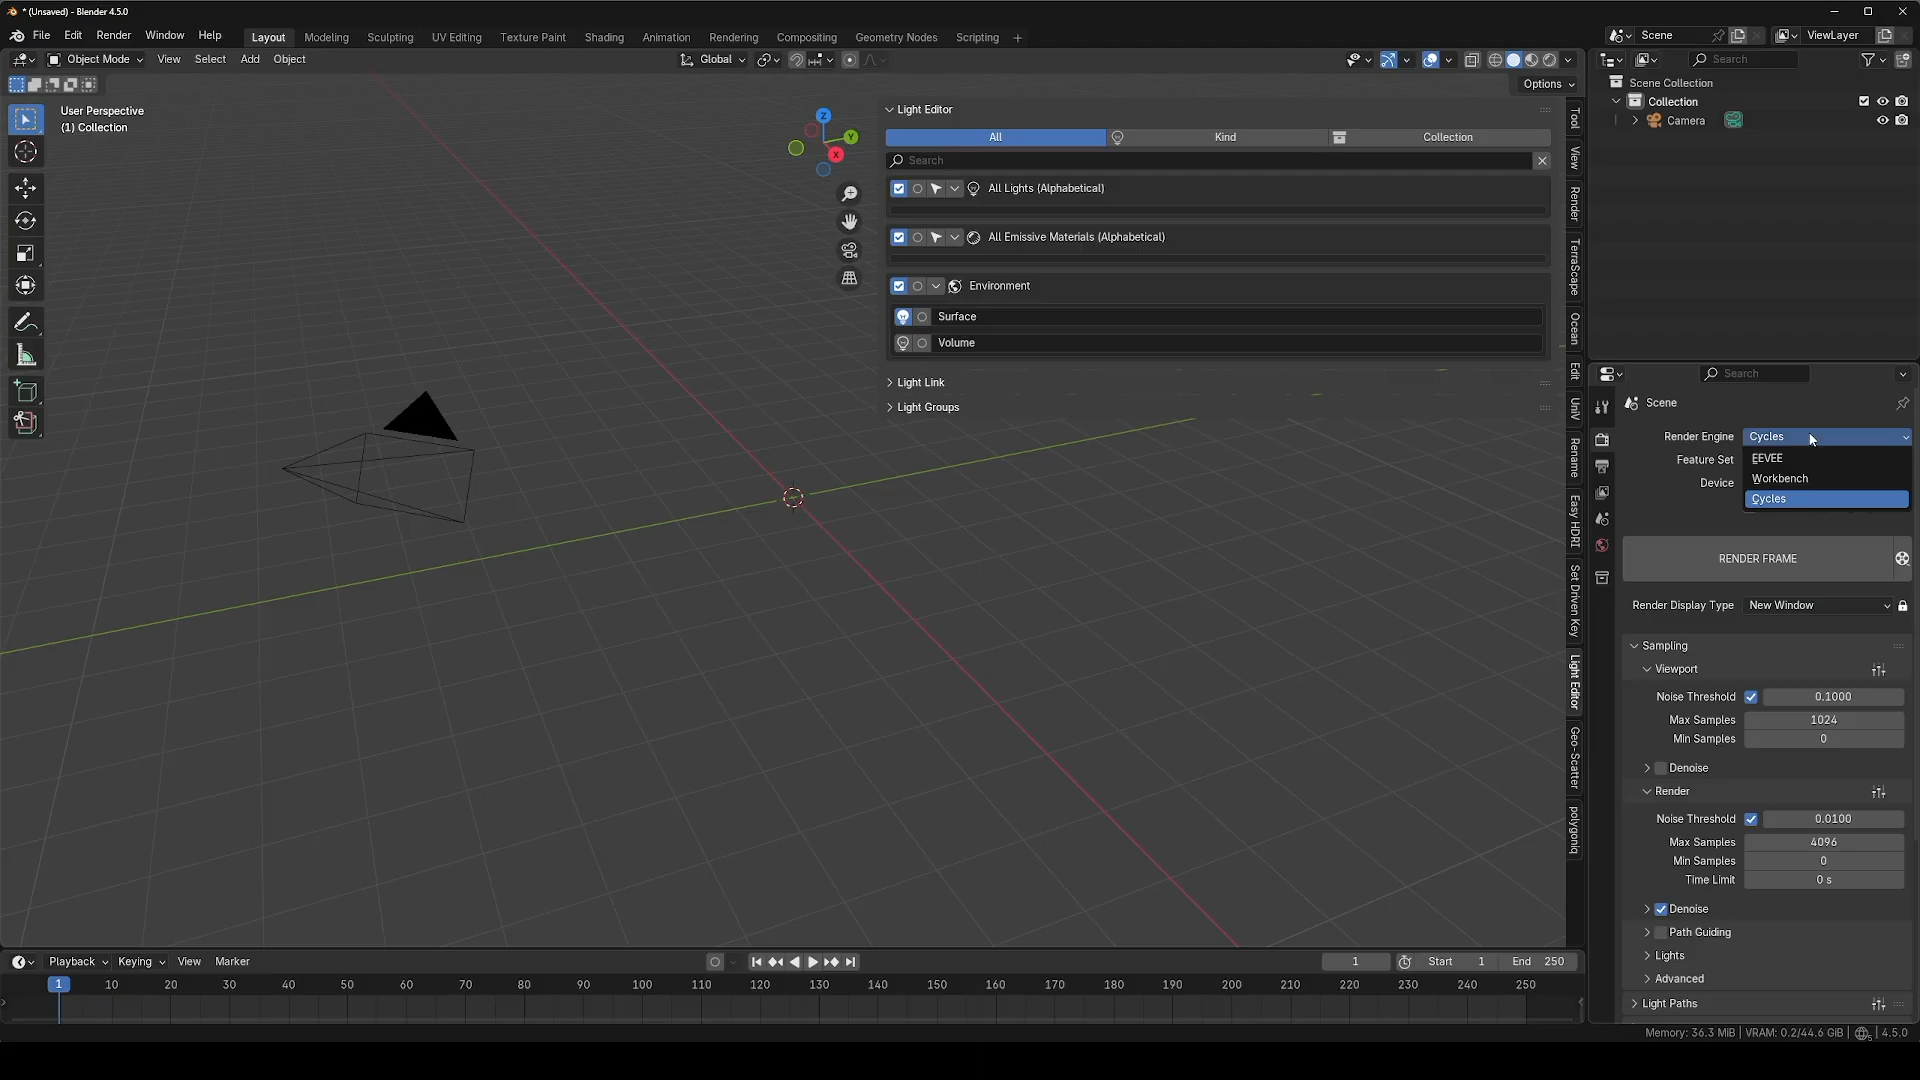 * (Unsaved) - Blender 4.5.0
File Edit Render Window Help Layout Modeling Sculpting UV Editing Texture Paint Shading Animation Rendering Compositing Geometry Nodes Scripting +
Scene ViewLayer
Object Mode View Select Add Object Global
Search
Options
User Perspective
(1) Collection
Z
Y
X
Light Editor
All Kind Collection
Search
All Lights (Alphabetical)
All Emissive Materials (Alphabetical)
Environment
Surface
Volume
Light Link
Light Groups
Tool
View
Render
TerraScape
Ocean
Edit
UniV
Rename
Easy HDRI
Set Driven Key
Light Editor
Geo-Scatter
polygoniq
Scene Collection
Collection
Camera
Search
Scene
Render Engine Cycles
EEVEE
Feature Set
Workbench
Device
Cycles
RENDER FRAME
Render Display Type New Window
Sampling
Viewport
Noise Threshold 0.1000
Max Samples 1024
Min Samples 0
Denoise
Render
Noise Threshold 0.0100
Max Samples 4096
Min Samples 0
Time Limit 0 s
Denoise
Path Guiding
Lights
Advanced
Light Paths
Playback Keying View Marker
1 Start 1 End 250
1 10 20 30 40 50 60 70 80 90 100 110 120 130 140 150 160 170 180 190 200 210 220 230 240 250
Memory: 36.3 MiB | VRAM: 0.2/44.6 GiB | 5 | 4.5.0